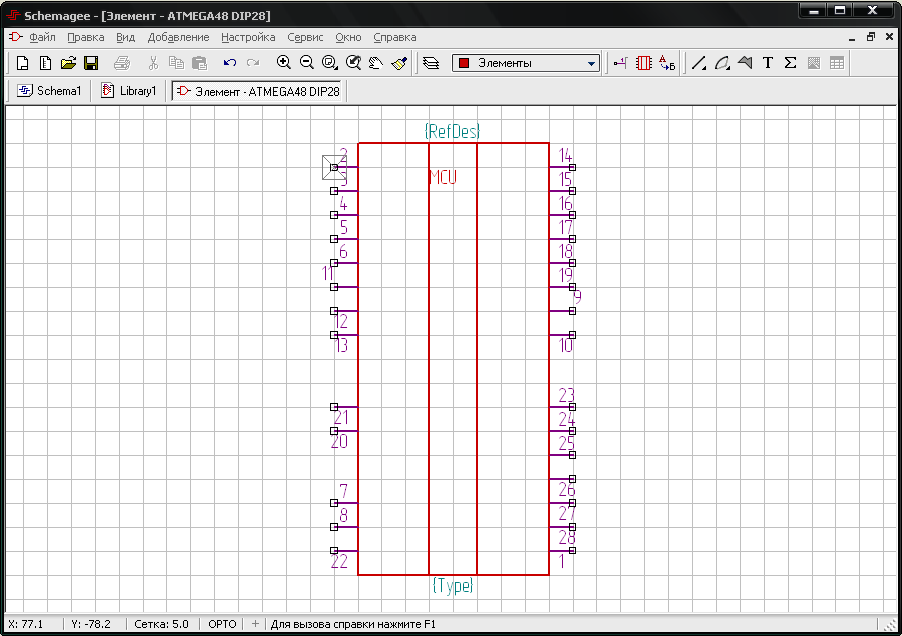 Schemagee - [Элемент - ATMEGA48 DIP28]
Файл Правка Вид Добавление Настройка Сервис Окно Справка
Элементы
Schema1 Library1 Элемент - ATMEGA48 DIP28
{RefDes}
2 14
MCU
3 15
4 16
5 17
6 18
11 19
9
12
13 10
23
21 24
20 25
7 26
8 27
28
22 1
{Type}
X: 77.1 Y: -78.2 Сетка: 5.0 ОРТО + Для вызова справки нажмите F1